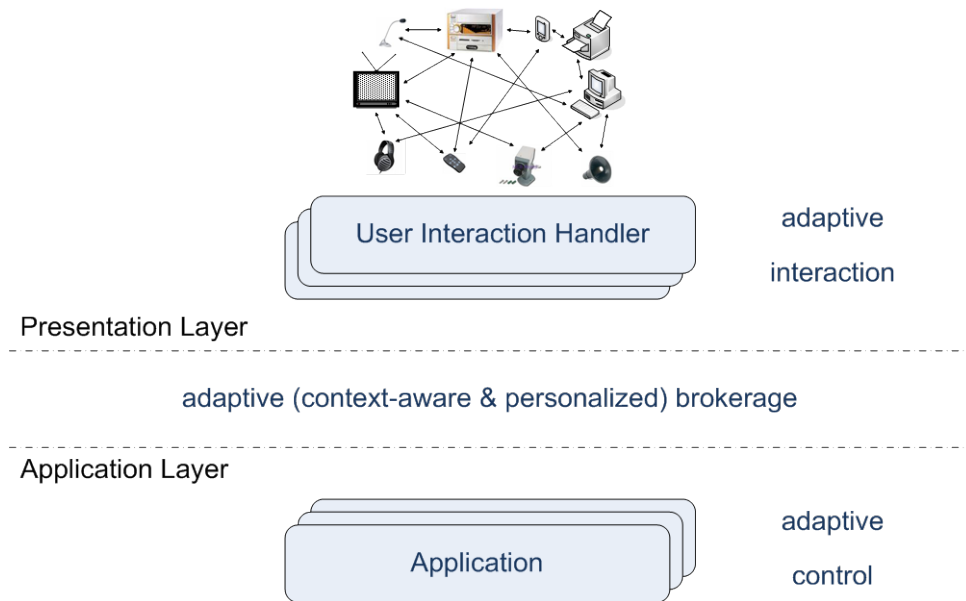 User Interaction Handler
adaptive
interaction
Presentation Layer
adaptive (context-aware & personalized) brokerage
Application Layer
adaptive
Application
control